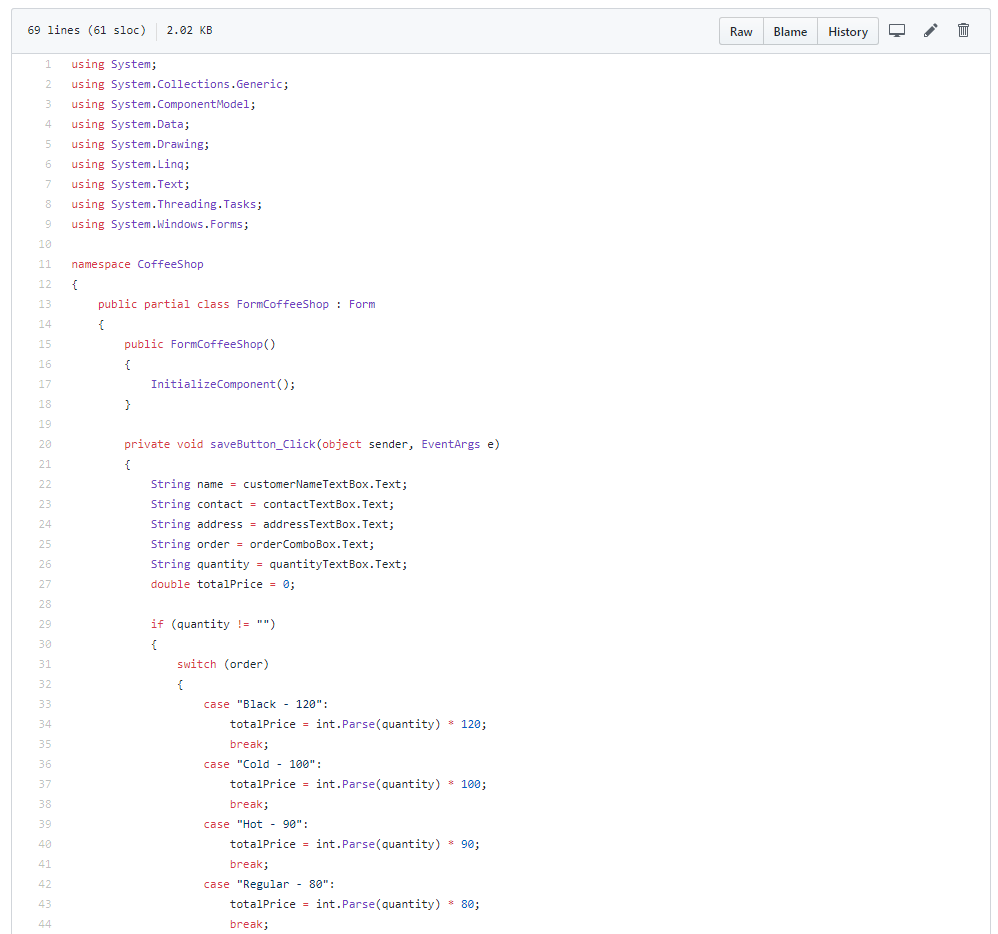 69 lines (61 sloc) 2.02 KB Raw Blame History
1 using System;
2 using System.Collections.Generic;
3 using System.ComponentModel;
4 using System.Data;
5 using System.Drawing;
6 using System.Linq;
7 using System.Text;
8 using System.Threading.Tasks;
9 using System.Windows.Forms;
10
11 namespace CoffeeShop
12 {
13     public partial class FormCoffeeShop : Form
14     {
15         public FormCoffeeShop()
16         {
17             InitializeComponent();
18         }
19
20         private void saveButton_Click(object sender, EventArgs e)
21         {
22             String name = customerNameTextBox.Text;
23             String contact = contactTextBox.Text;
24             String address = addressTextBox.Text;
25             String order = orderComboBox.Text;
26             String quantity = quantityTextBox.Text;
27             double totalPrice = 0;
28
29             if (quantity != "")
30             {
31                 switch (order)
32                 {
33                     case "Black - 120":
34                         totalPrice = int.Parse(quantity) * 120;
35                         break;
36                     case "Cold - 100":
37                         totalPrice = int.Parse(quantity) * 100;
38                         break;
39                     case "Hot - 90":
40                         totalPrice = int.Parse(quantity) * 90;
41                         break;
42                     case "Regular - 80":
43                         totalPrice = int.Parse(quantity) * 80;
44                         break;